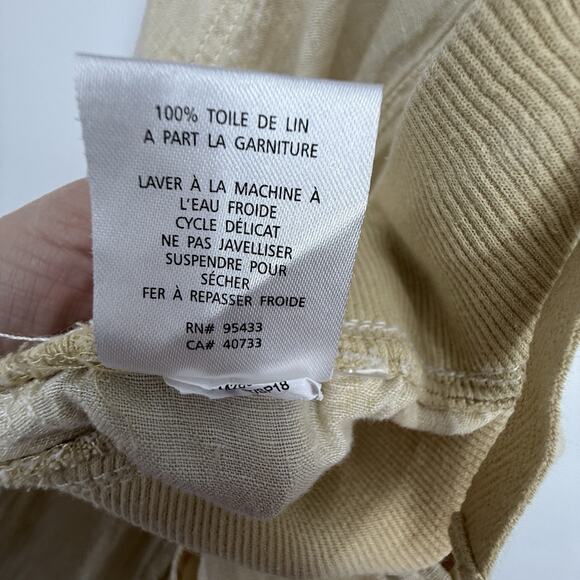 100% TOILE DE LIN
A PART LA GARNITURE
LAVER À LA MACHINE À
L'EAU FROIDE
CYCLE DÉLICAT
NE PAS JAVELLISER
SUSPENDRE POUR
SÉCHER
FER À REPASSER FROIDE
RN# 95433
CA# 40733